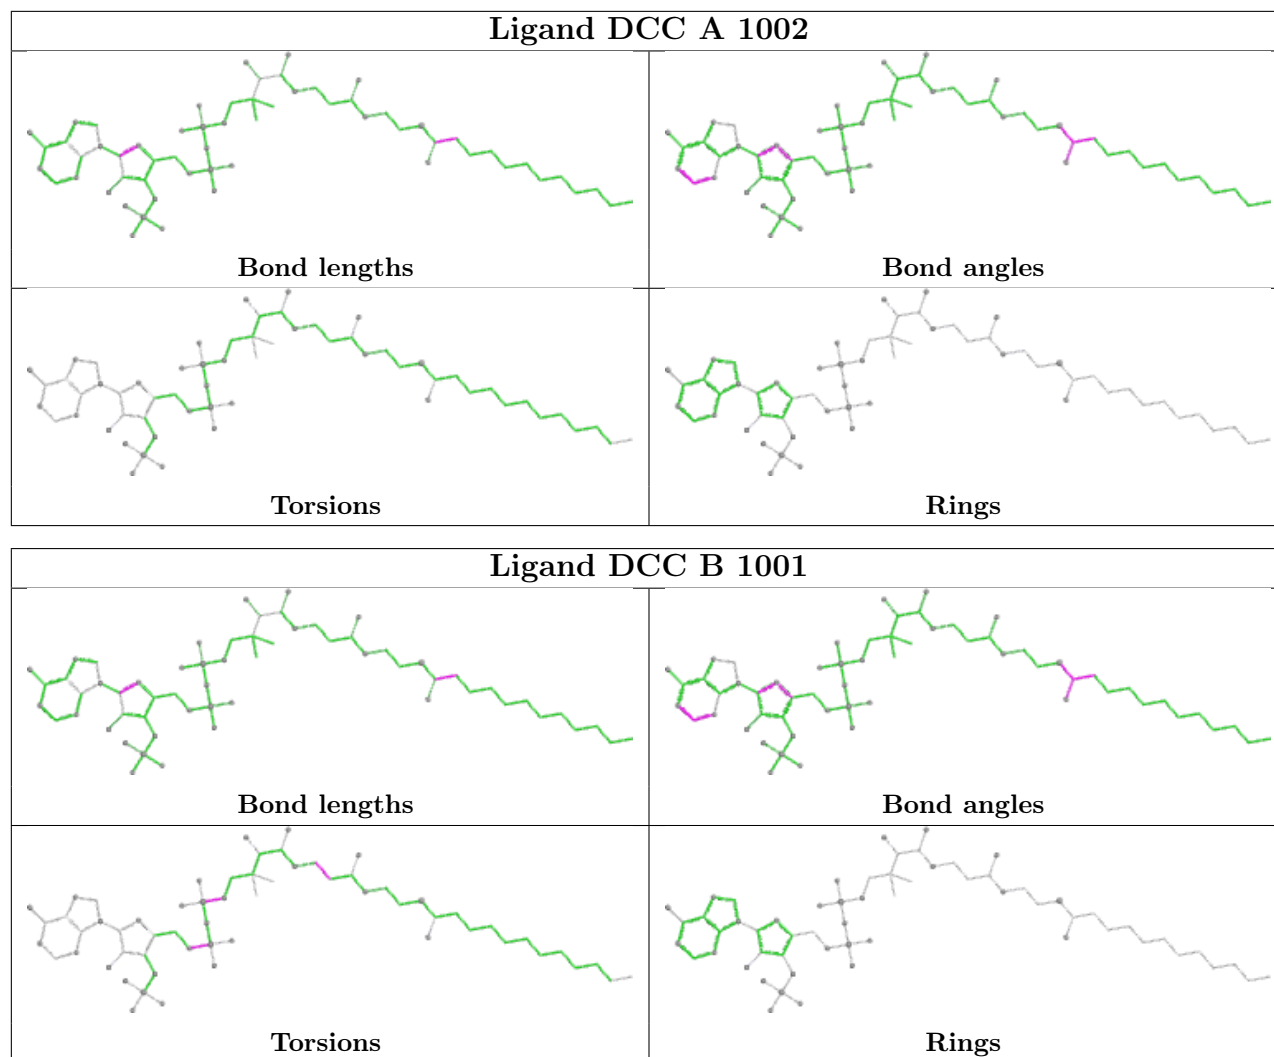 Ligand DCC A 1002
Bond lengths
Bond angles
Torsions
Rings
Ligand DCC B 1001
Bond lengths
Bond angles
Torsions
Rings